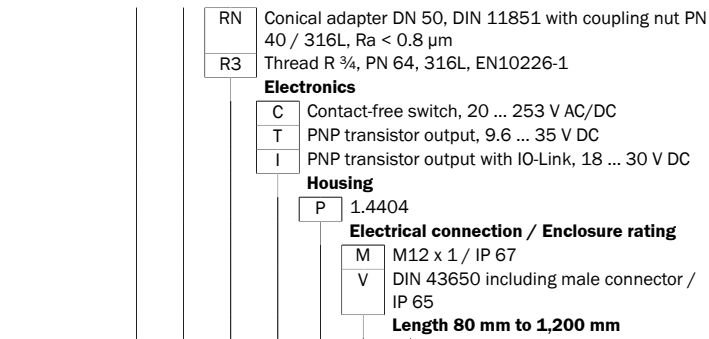 RN Conical adapter DN 50, DIN 11851 with coupling nut PN
40 / 316L, Ra < 0.8 µm
R3 Thread R ¾, PN 64, 316L, EN10226-1
Electronics
C Contact-free switch, 20 ... 253 V AC/DC
T PNP transistor output, 9.6 ... 35 V DC
I PNP transistor output with IO-Link, 18 ... 30 V DC
Housing
P 1.4404
Electrical connection / Enclosure rating
M M12 x 1 / IP 67
V DIN 43650 including male connector /
IP 65
Length 80 mm to 1,200 mm